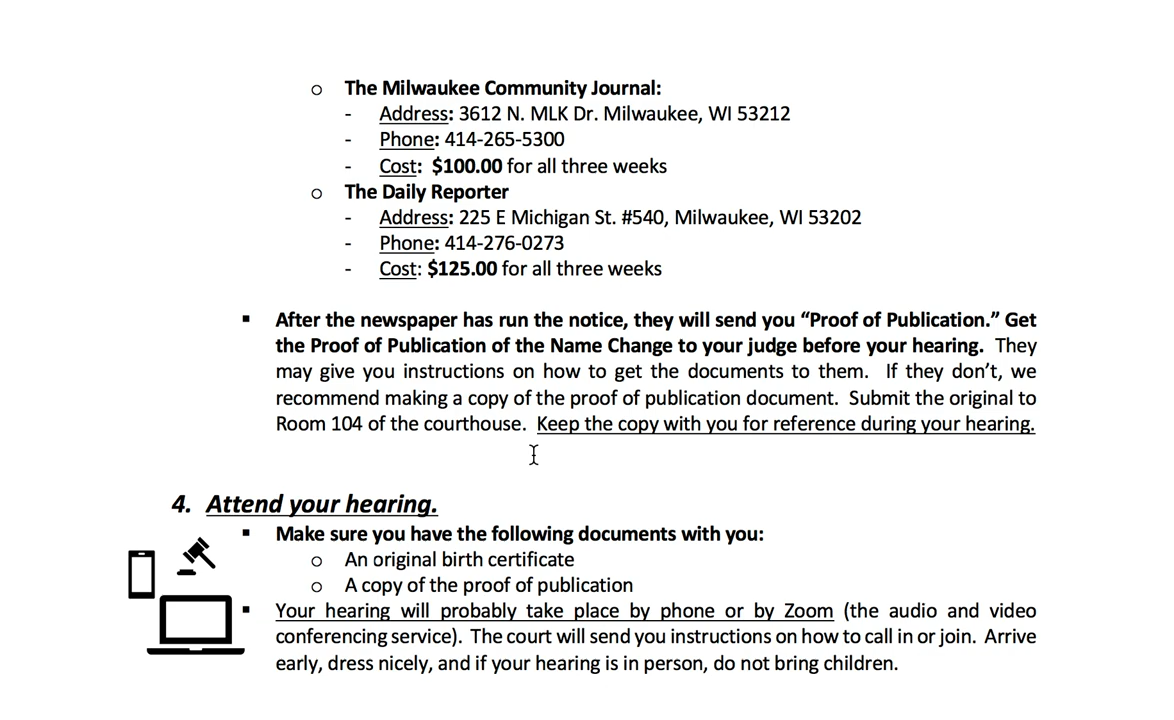 o The Milwaukee Community Journal:
- Address: 3612 N. MLK Dr. Milwaukee, WI 53212
- Phone: 414-265-5300
- Cost: $100.00 for all three weeks
o The Daily Reporter
- Address: 225 E Michigan St. #540, Milwaukee, WI 53202
- Phone: 414-276-0273
- Cost: $125.00 for all three weeks
▪ After the newspaper has run the notice, they will send you “Proof of Publication.” Get
the Proof of Publication of the Name Change to your judge before your hearing. They
may give you instructions on how to get the documents to them. If they don’t, we
recommend making a copy of the proof of publication document. Submit the original to
Room 104 of the courthouse. Keep the copy with you for reference during your hearing.
4. Attend your hearing.
▪ Make sure you have the following documents with you:
o An original birth certificate
o A copy of the proof of publication
▪ Your hearing will probably take place by phone or by Zoom (the audio and video
conferencing service). The court will send you instructions on how to call in or join. Arrive
early, dress nicely, and if your hearing is in person, do not bring children.